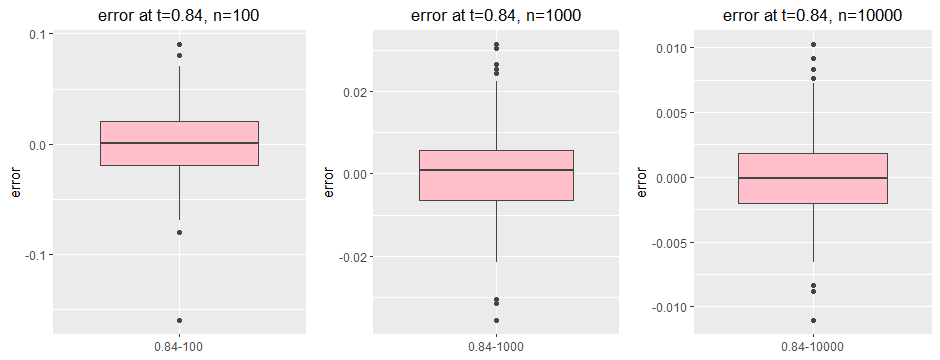 error at t=0.84, n=100
error
0.1
0.0
-0.1
0.84-100
error at t=0.84, n=1000
error
0.02
0.00
-0.02
0.84-1000
error at t=0.84, n=10000
error
0.010
0.005
0.000
-0.005
-0.010
0.84-10000